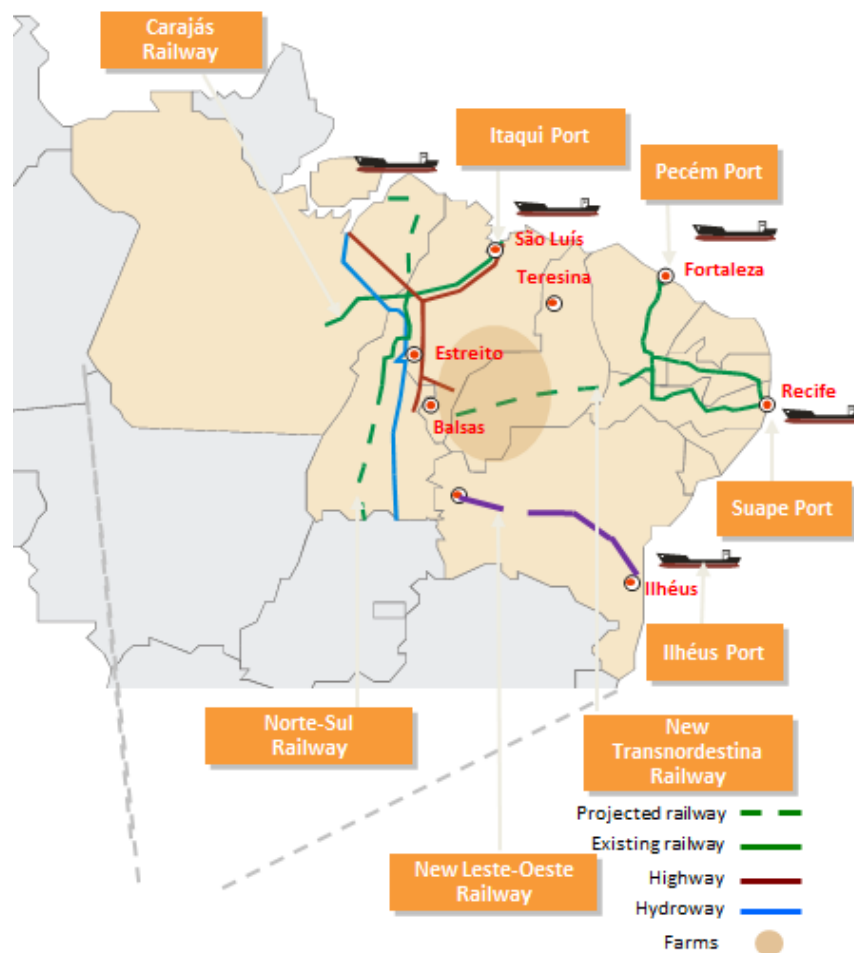 Carajás
Railway
Itaqui Port
Pecém Port
São Luís
Teresina
Fortaleza
Estreito
Recife
Balsas
Suape Port
Ilhéus
Ilhéus Port
Norte-Sul
Railway
New
Transnordestina
Railway
New Leste-Oeste
Railway
Projected railway
Existing railway
Highway
Hydroway
Farms